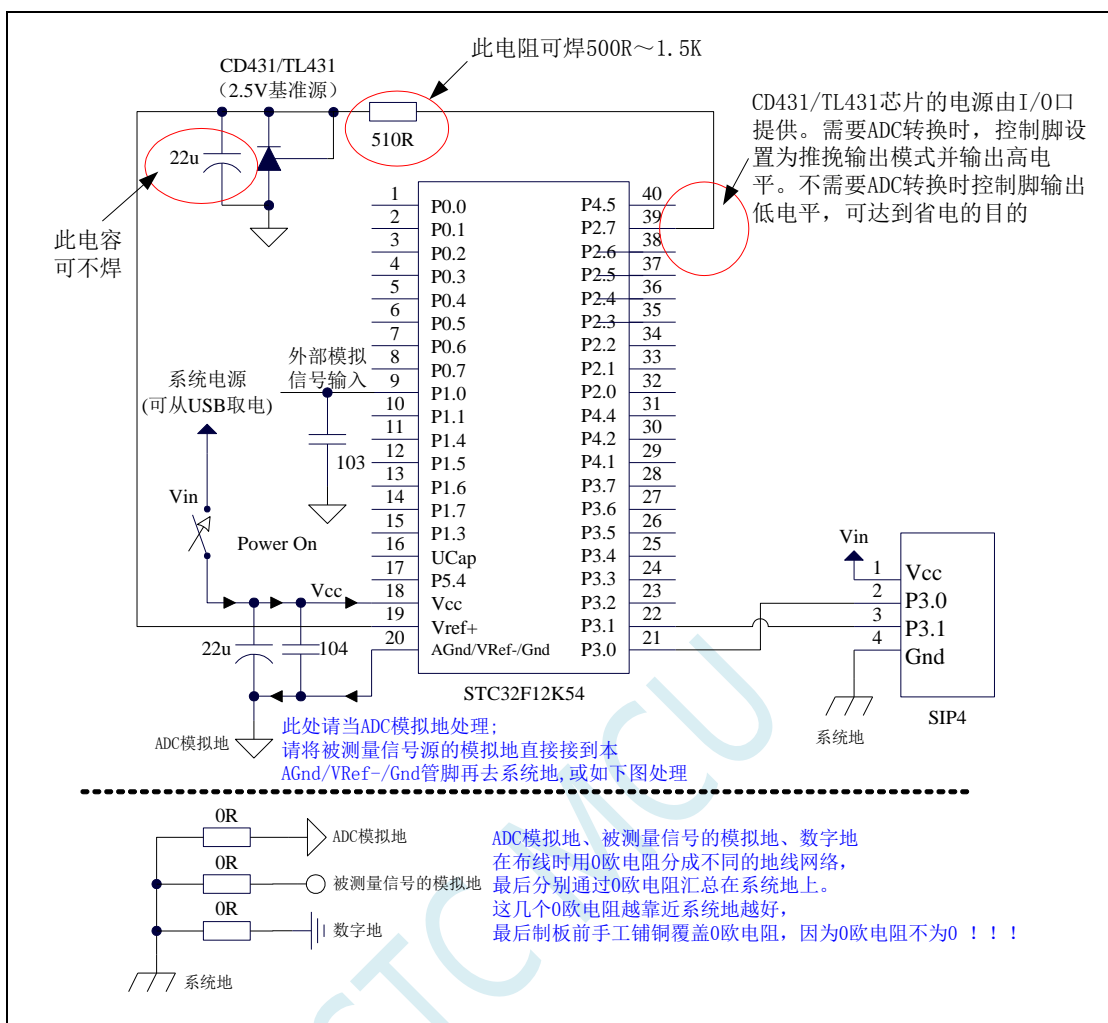 此电阻可焊500R～1.5K
CD431/TL431
（2.5V基准源）
510R
22u
此电容
可不焊
CD431/TL431芯片的电源由I/O口
提供。需要ADC转换时，控制脚设
置为推挽输出模式并输出高电
平。不需要ADC转换时控制脚输出
低电平，可达到省电的目的
1 P0.0 P4.5 40
2 P0.1 P2.7 39
3 P0.2 P2.6 38
4 P0.3 P2.5 37
5 P0.4 P2.4 36
6 P0.5 P2.3 35
7 P0.6 P2.2 34
8 P0.7 P2.1 33
9 P1.0 P2.0 32
10 P1.1 P4.4 31
11 P1.4 P4.2 30
12 P1.5 P4.1 29
13 P1.6 P3.7 28
14 P1.7 P3.6 27
15 P1.3 P3.5 26
16 UCap P3.4 25
17 P5.4 P3.3 24
18 Vcc P3.2 23
19 Vref+ P3.1 22
20 AGnd/VRef-/Gnd P3.0 21
STC32F12K54
外部模拟
信号输入
103
系统电源
(可从USB取电)
Vin
Power On
Vcc
22u
104
ADC模拟地
Vin
1 Vcc
2 P3.0
3 P3.1
4 Gnd
SIP4
系统地
此处请当ADC模拟地处理;
请将被测量信号源的模拟地直接接到本
AGnd/VRef-/Gnd管脚再去系统地,或如下图处理
0R
ADC模拟地
0R
被测量信号的模拟地
0R
数字地
系统地
ADC模拟地、被测量信号的模拟地、数字地
在布线时用0欧电阻分成不同的地线网络，
最后分别通过0欧电阻汇总在系统地上。
这几个0欧电阻越靠近系统地越好，
最后制板前手工铺铜覆盖0欧电阻，因为0欧电阻不为0 ！！！
STC MCU